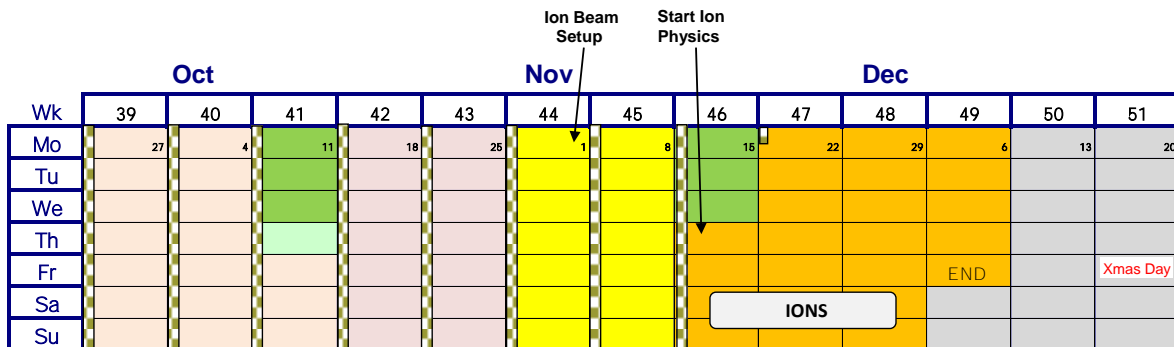 Ion Beam Setup
Start Ion Physics
Oct Nov Dec
Wk 39 40 41 42 43 44 45 46 47 48 49 50 51
Mo 27 4 11 18 25 1 8 15 22 29 6 13 20
Tu
We
Th
Fr END Xmas Day
Sa
IONS
Su